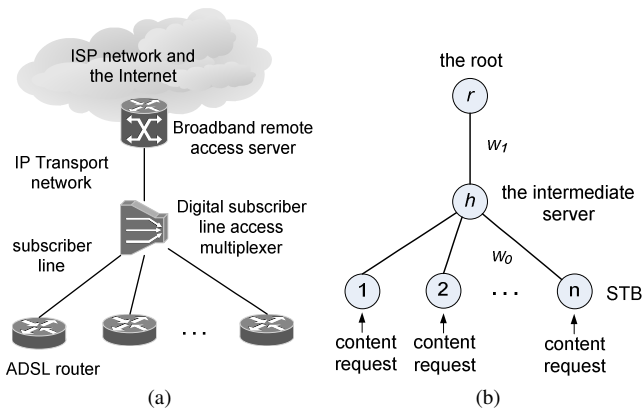 ISP network and
the Internet
Broadband remote
access server
IP Transport
network
Digital subscriber
line access
multiplexer
subscriber
line
. . .
ADSL router
(a)
the root
r
w1
h
the intermediate
server
w0
1
2
. . .
n
STB
content
request
content
request
content
request
(b)